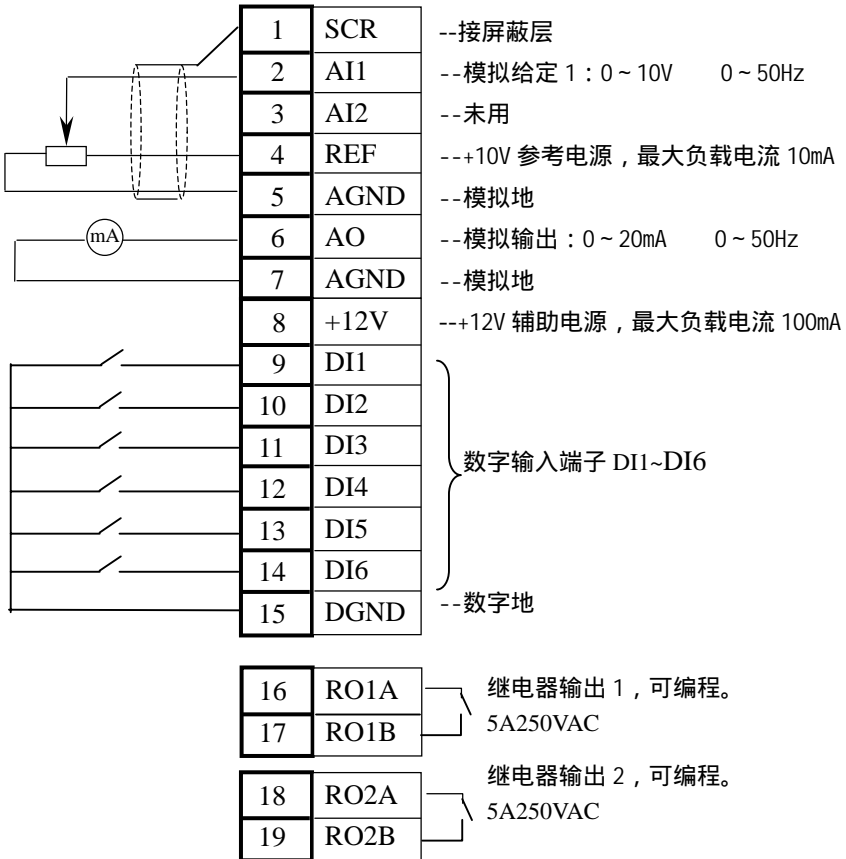 1 SCR --接屏蔽层
2 AI1 --模拟给定 1：0~10V 0~50Hz
3 AI2 --未用
4 REF --+10V 参考电源，最大负载电流 10mA
5 AGND --模拟地
mA 6 AO --模拟输出：0~20mA 0~50Hz
7 AGND --模拟地
8 +12V --+12V 辅助电源，最大负载电流 100mA
9 DI1
10 DI2
11 DI3
数字输入端子 DI1~DI6
12 DI4
13 DI5
14 DI6
15 DGND --数字地
16 RO1A 继电器输出 1，可编程。
17 RO1B 5A250VAC
继电器输出 2，可编程。
18 RO2A 5A250VAC
19 RO2B